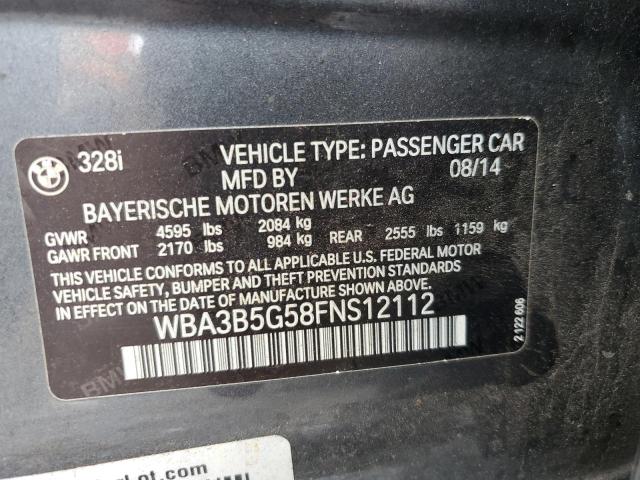 328i VEHICLE TYPE: PASSENGER CAR
MFD BY 08/14
BAYERISCHE MOTOREN WERKE AG
GVWR 4595 lbs 2084 kg
GAWR FRONT 2170 lbs 984 kg REAR 2555 lbs 1159 kg
THIS VEHICLE CONFORMS TO ALL APPLICABLE U.S. FEDERAL MOTOR
VEHICLE SAFETY, BUMPER, AND THEFT PREVENTION STANDARDS
IN EFFECT ON THE DATE OF MANUFACTURE SHOWN ABOVE.
WBA3B5G58FNS12112
2 122 606